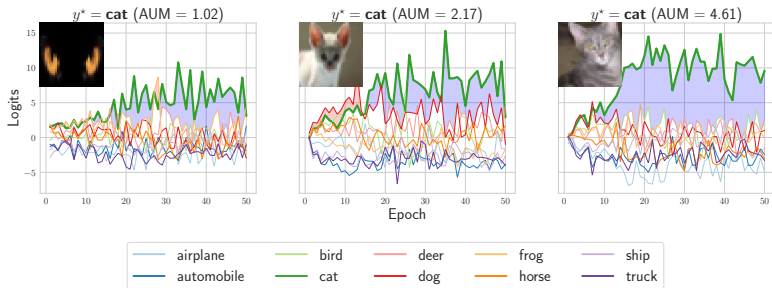 y* = cat (AUM = 1.02)
y* = cat (AUM = 2.17)
y* = cat (AUM = 4.61)
Logits
15
10
5
0
−5
0 10 20 30 40 50
0 10 20 30 40 50
0 10 20 30 40 50
Epoch
airplane bird deer frog ship
automobile cat dog horse truck